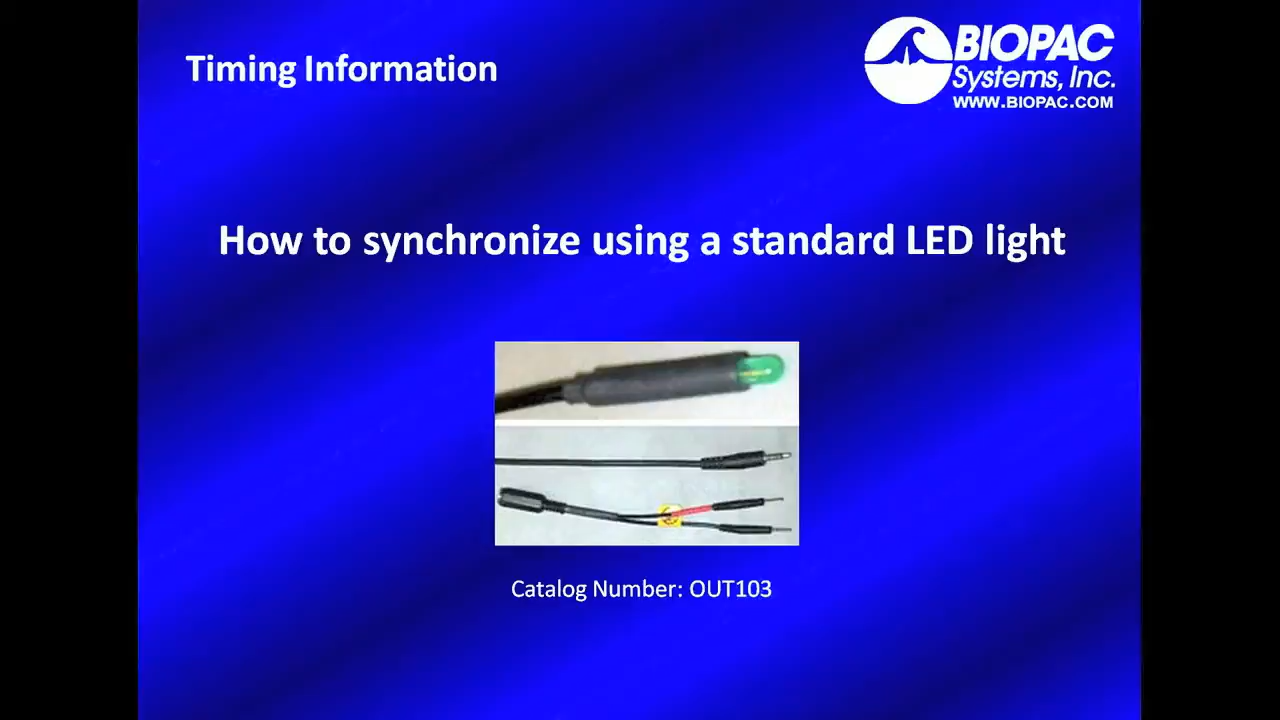 Timing Information
BIOPAC
Systems, Inc.
WWW.BIOPAC.COM
How to synchronize using a standard LED light
Catalog Number: OUT103